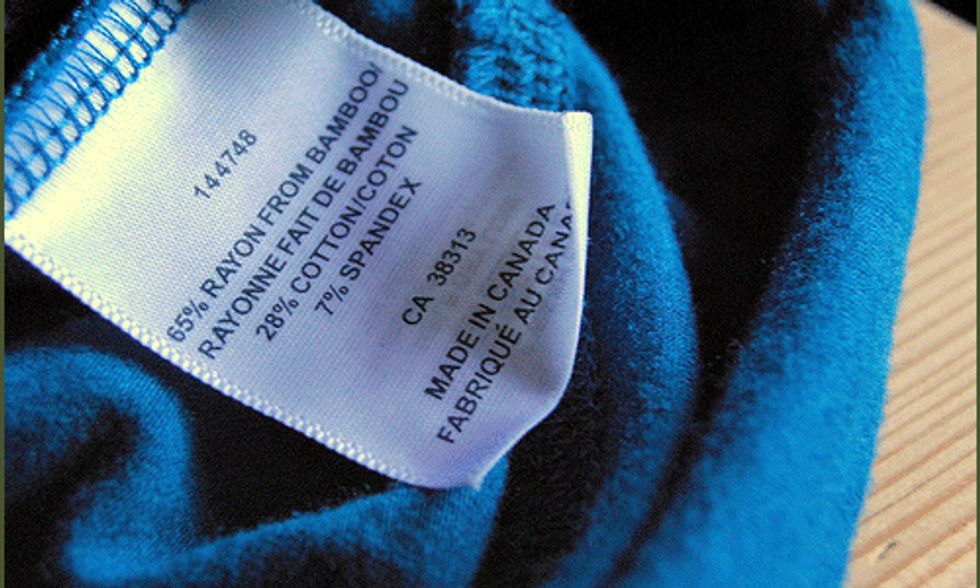 144748
65% RAYON FROM BAMBOO/
RAYONNE FAIT DE BAMBOU
28% COTTON/COTON
7% SPANDEX
CA 38313
MADE IN CANADA
FABRIQUÉ AU